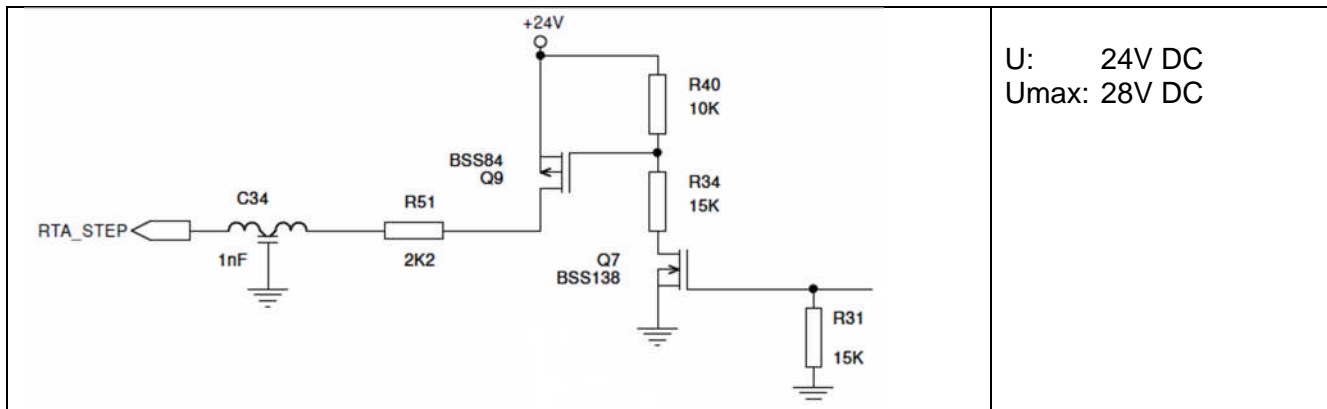 +24V
R40
10K
BSS84
Q9
R34
15K
C34
R51
RTA_STEP
1nF
2K2
Q7
BSS138
R31
15K
U: 24V DC
Umax: 28V DC